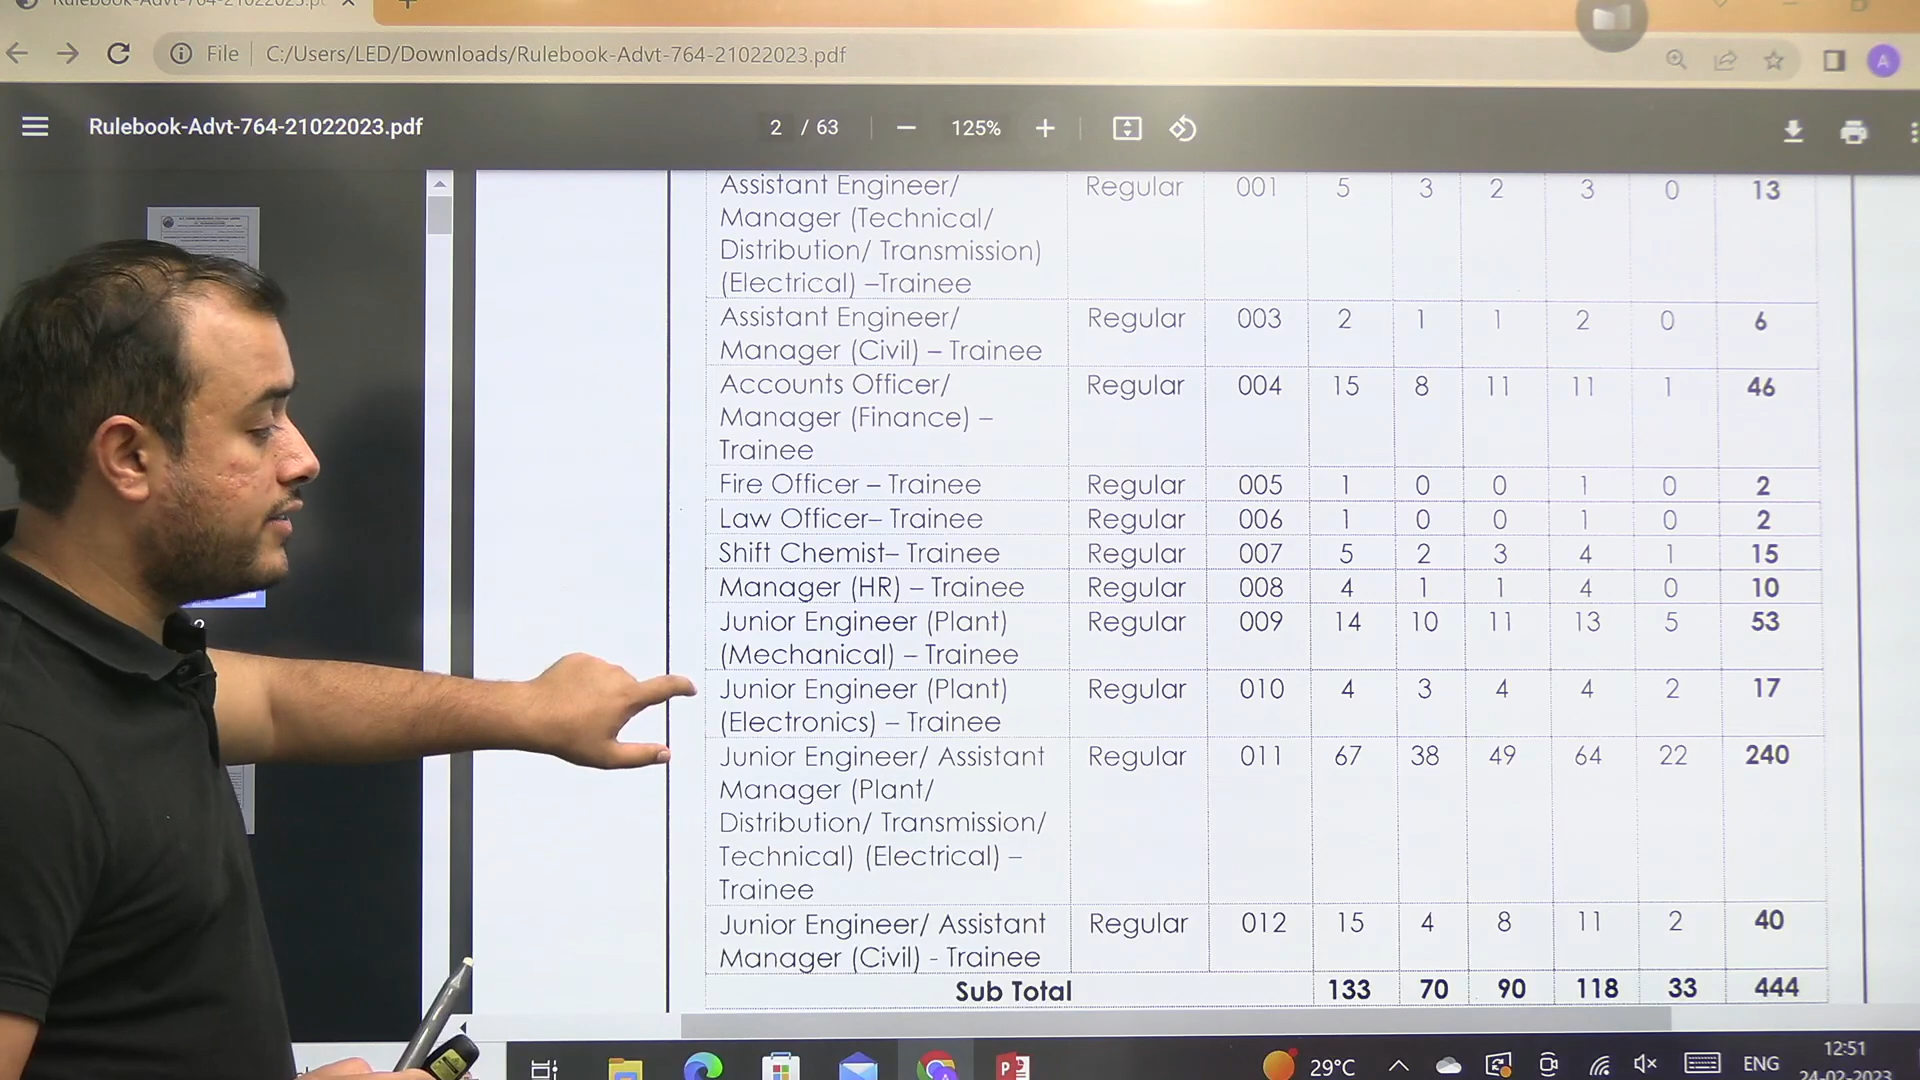 File C:/Users/LED/Downloads/Rulebook-Advt-764-21022023.pdf
A
Rulebook-Advt-764-21022023.pdf 2 / 63 125%
Assistant Engineer/ Regular 001 5 3 2 3 0 13
Manager (Technical/
Distribution/ Transmission)
(Electrical) –Trainee
Assistant Engineer/ Regular 003 2 1 1 2 0 6
Manager (Civil) – Trainee
Accounts Officer/ Regular 004 15 8 11 11 1 46
Manager (Finance) –
Trainee
Fire Officer – Trainee Regular 005 1 0 0 1 0 2
Law Officer– Trainee Regular 006 1 0 0 1 0 2
Shift Chemist– Trainee Regular 007 5 2 3 4 1 15
Manager (HR) – Trainee Regular 008 4 1 1 4 0 10
Junior Engineer (Plant) Regular 009 14 10 11 13 5 53
(Mechanical) – Trainee
Junior Engineer (Plant) Regular 010 4 3 4 4 2 17
(Electronics) – Trainee
Junior Engineer/ Assistant Regular 011 67 38 49 64 22 240
Manager (Plant/
Distribution/ Transmission/
Technical) (Electrical) –
Trainee
Junior Engineer/ Assistant Regular 012 15 4 8 11 2 40
Manager (Civil) - Trainee
Sub Total 133 70 90 118 33 444
29°C ENG 12:51
24-02-2023